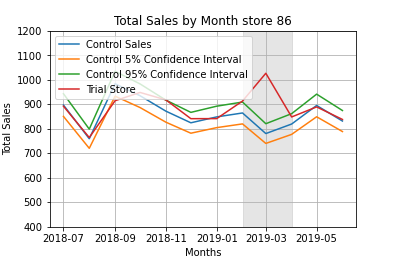 Total Sales by Month store 86
1200
1100
1000
900
800
700
600
500
400
Total Sales
Control Sales
Control 5% Confidence Interval
Control 95% Confidence Interval
Trial Store
2018-07 2018-09 2018-11 2019-01 2019-03 2019-05
Months